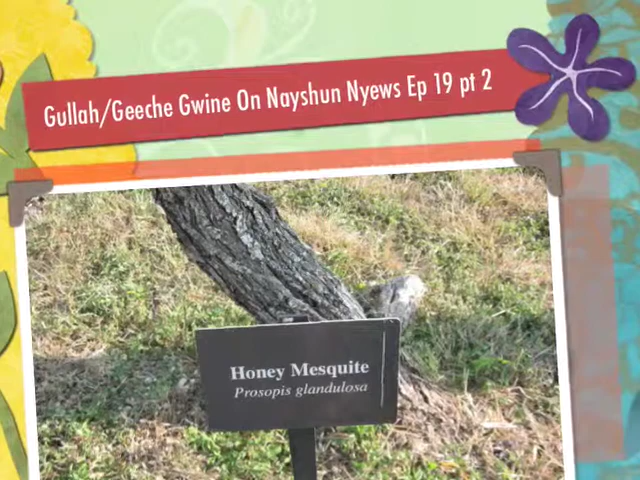 Gullah/Geeche Gwine On Nayshun Nyews Ep 19 pt 2
Honey Mesquite
Prosopis glandulosa